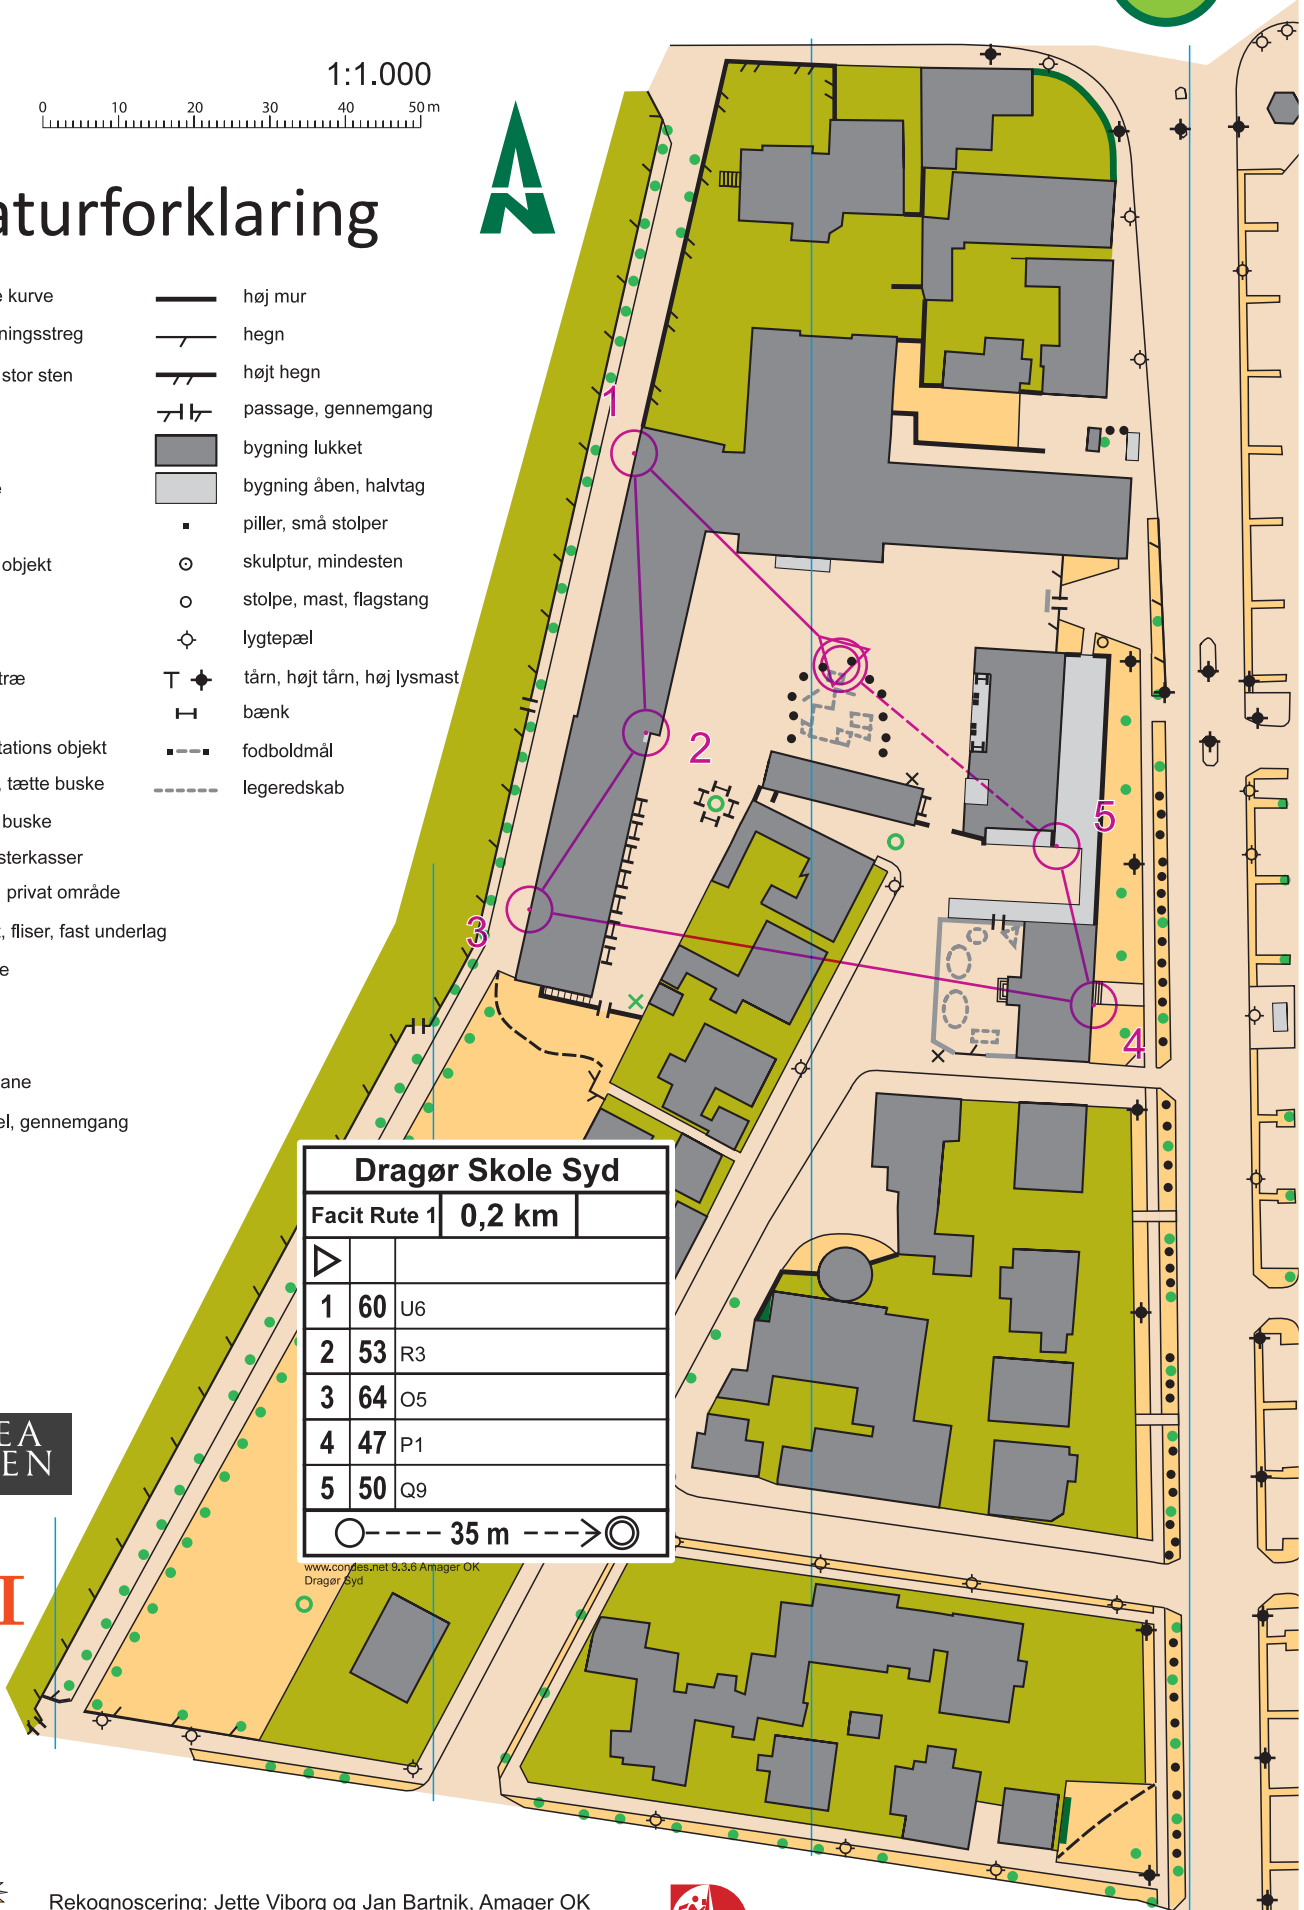 1:1.000
0 10 20 30 40 50 m
aturforklaring
e kurve
høj mur
ningsstreg
hegn
stor sten
højt hegn
passage, gennemgang
bygning lukket
e
bygning åben, halvtag
piller, små stolper
objekt
skulptur, mindesten
stolpe, mast, flagstang
lygtepæl
træ
tårn, højt tårn, høj lysmast
bænk
tations objekt
fodboldmål
, tætte buske
legeredskab
buske
sterkasser
privat område
, fliser, fast underlag
e
ane
el, gennemgang
1
2
3
4
5
Dragør Skole Syd
Facit Rute 1 0,2 km
1 60 U6
2 53 R3
3 64 O5
4 47 P1
5 50 Q9
35 m
www.condes.net 9.3.6 Amager OK
Dragør Syd
EA
EN
I
N
Rekognoscering: Jette Viborg og Jan Bartnik, Amager OK